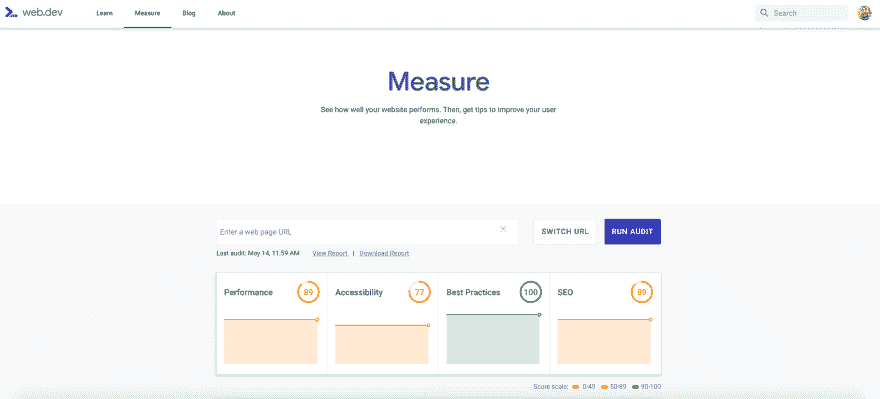 web.dev
Learn Measure Blog About
Search
Measure
See how well your website performs. Then, get tips to improve your user
experience.
Enter a web page URL
SWITCH URL
RUN AUDIT
Last audit: May 14, 11:59 AM View Report | Download Report
Performance 89
Accessibility 77
Best Practices 100
SEO 89
Score scale: 0-49 50-89 90-100